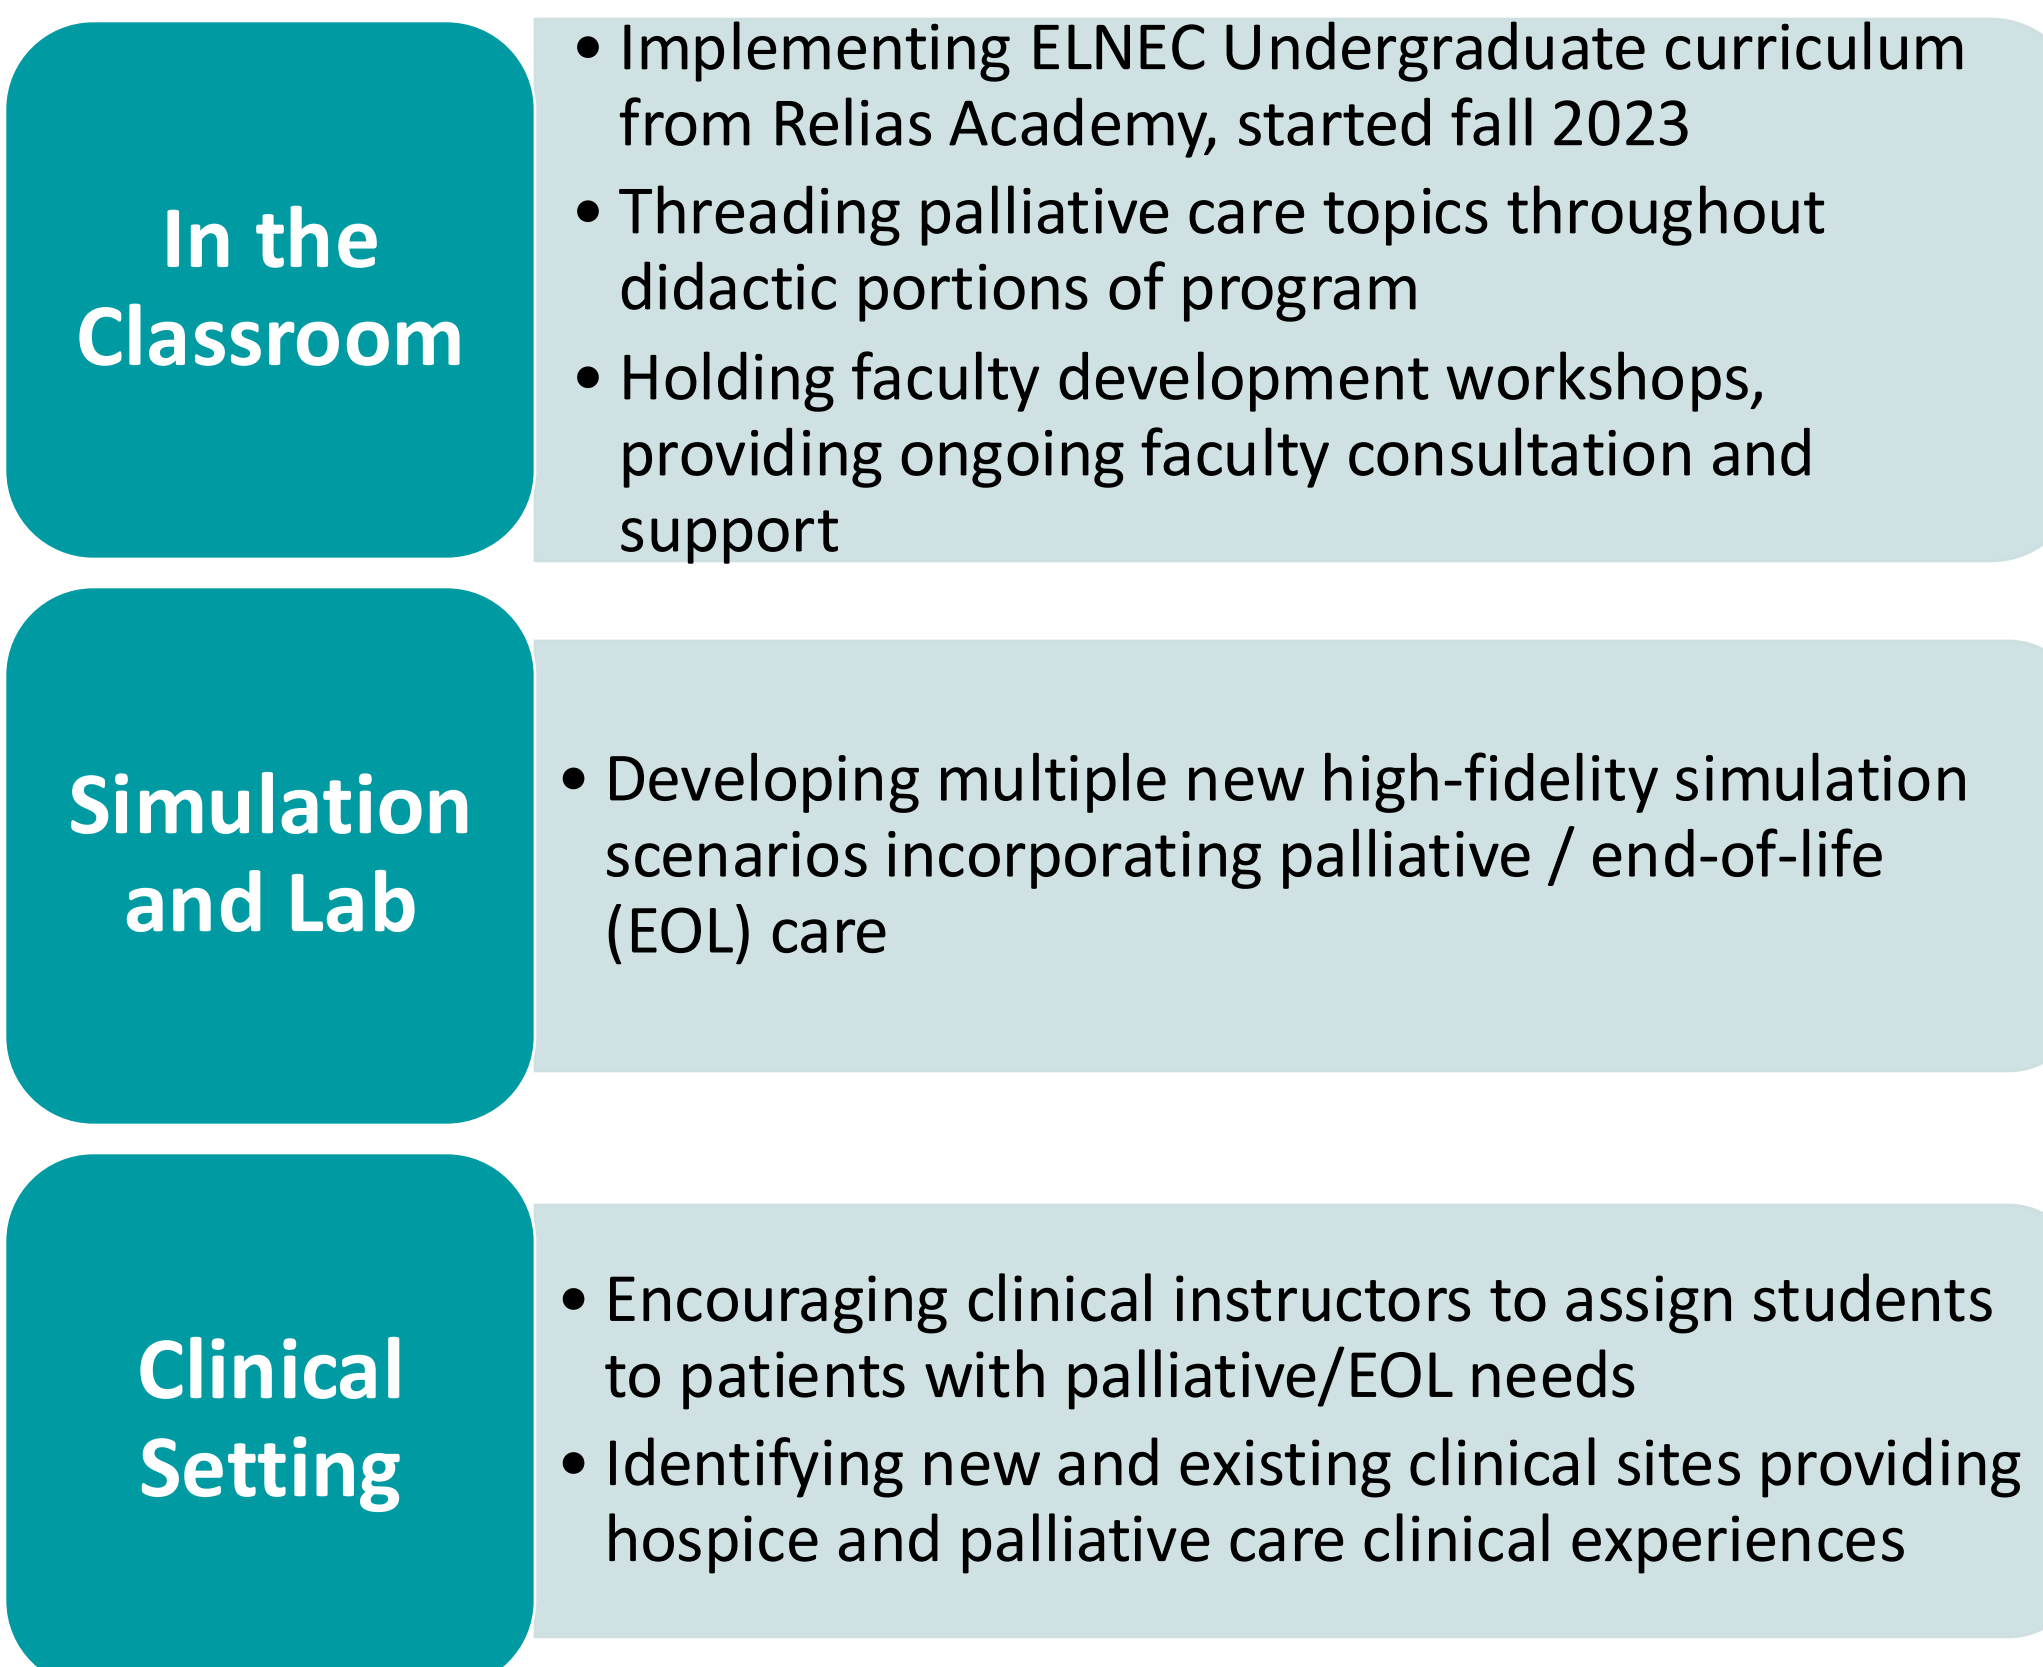 In the
Classroom
• Implementing ELNEC Undergraduate curriculum
from Relias Academy, started fall 2023
• Threading palliative care topics throughout
didactic portions of program
• Holding faculty development workshops,
providing ongoing faculty consultation and
support
Simulation
and Lab
• Developing multiple new high-fidelity simulation
scenarios incorporating palliative / end-of-life
(EOL) care
Clinical
Setting
• Encouraging clinical instructors to assign students
to patients with palliative/EOL needs
• Identifying new and existing clinical sites providing
hospice and palliative care clinical experiences